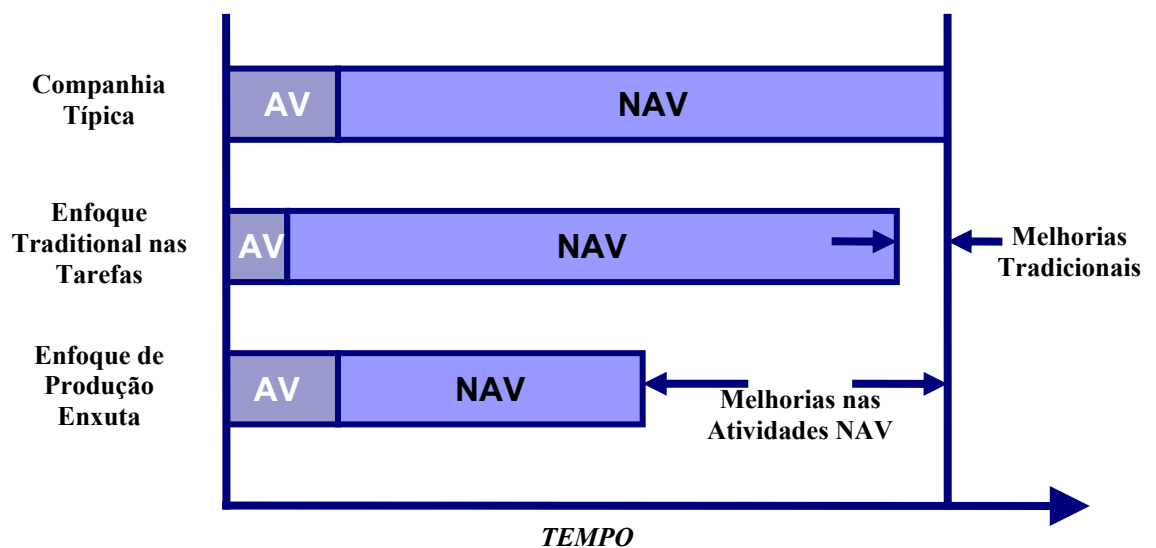 Companhia
Típica
AV
NAV
Enfoque
Traditional nas
Tarefas
AV
NAV
Melhorias
Tradicionais
Enfoque de
Produção
Enxuta
AV
NAV
Melhorias nas
Atividades NAV
TEMPO